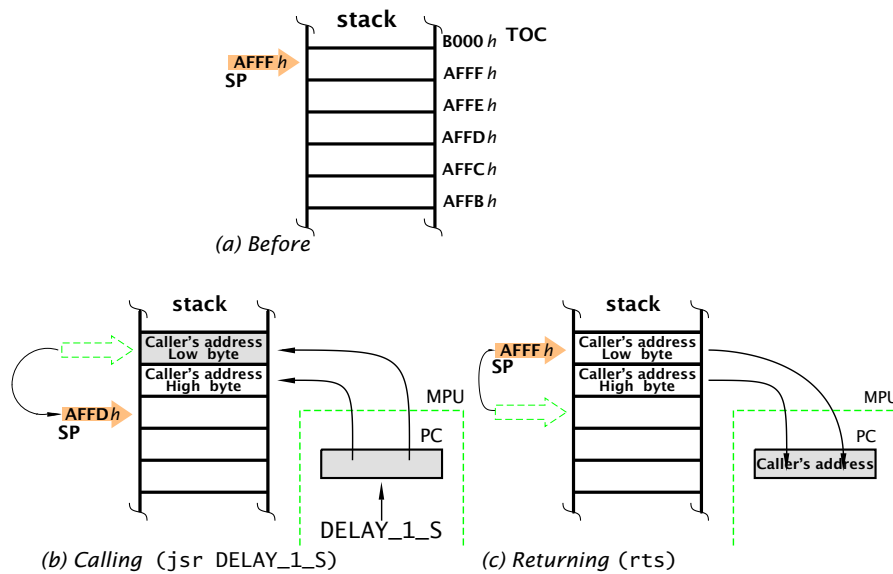 stack
B000 h TOC
AFFF h
SP
AFFF h
AFFE h
AFFD h
AFFC h
AFFB h
(a) Before
stack
Caller's address
Low byte
Caller's address
High byte
AFFD h
SP
MPU
PC
DELAY_1_S
(b) Calling (jsr DELAY_1_S)
stack
AFFF h
SP
Caller's address
Low byte
Caller's address
High byte
MPU
PC
Caller's address
(c) Returning (rts)